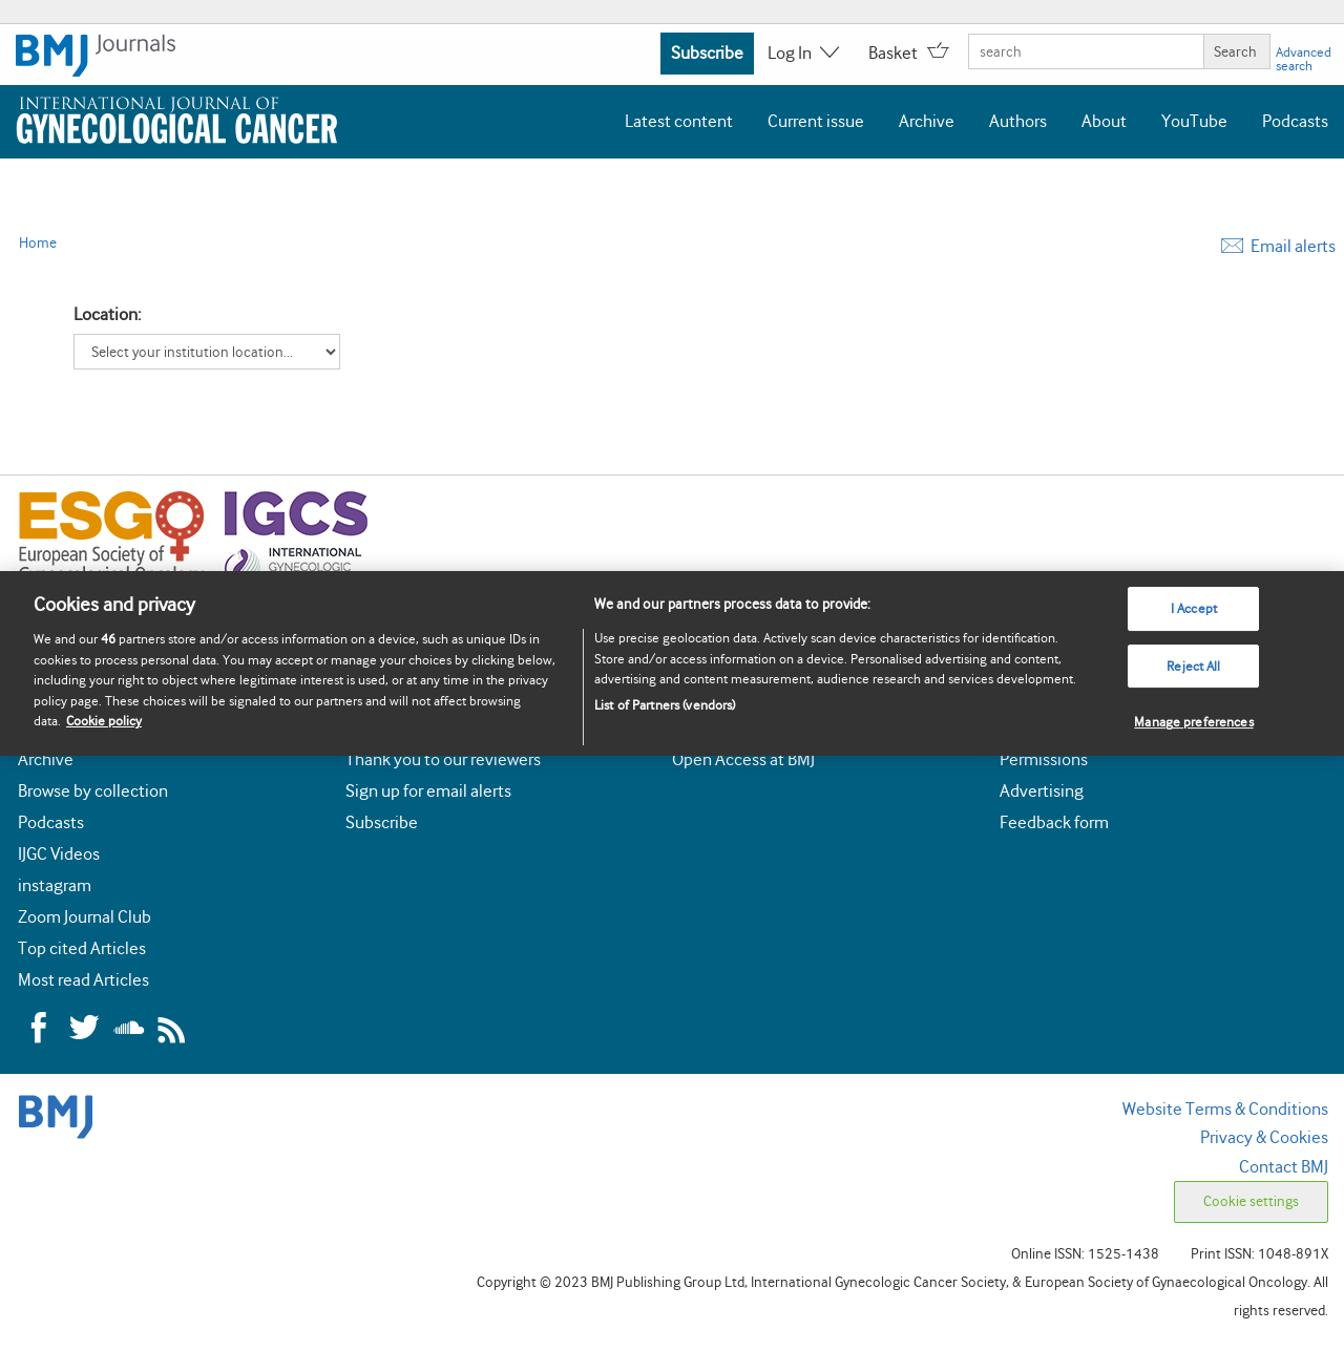 BMJ Journals
Subscribe
Log In
Basket
search
Search
Advanced
search
INTERNATIONAL JOURNAL OF
GYNECOLOGICAL CANCER
Latest content
Current issue
Archive
Authors
About
YouTube
Podcasts
Home
Email alerts
Location:
Select your institution location...
ESGO
European Society of
Gynaecological Oncology
IGCS
INTERNATIONAL
GYNECOLOGIC
Cookies and privacy
We and our 46 partners store and/or access information on a device, such as unique IDs in
cookies to process personal data. You may accept or manage your choices by clicking below,
including your right to object where legitimate interest is used, or at any time in the privacy
policy page. These choices will be signaled to our partners and will not affect browsing
data. Cookie policy
We and our partners process data to provide:
Use precise geolocation data. Actively scan device characteristics for identification.
Store and/or access information on a device. Personalised advertising and content,
advertising and content measurement, audience research and services development.
List of Partners (vendors)
I Accept
Reject All
Manage preferences
Archive
Browse by collection
Podcasts
IJGC Videos
instagram
Zoom Journal Club
Top cited Articles
Most read Articles
Thank you to our reviewers
Sign up for email alerts
Subscribe
Open Access at BMJ
Permissions
Advertising
Feedback form
BMJ
Website Terms & Conditions
Privacy & Cookies
Contact BMJ
Cookie settings
Online ISSN: 1525-1438 Print ISSN: 1048-891X
Copyright © 2023 BMJ Publishing Group Ltd, International Gynecologic Cancer Society, & European Society of Gynaecological Oncology. All
rights reserved.